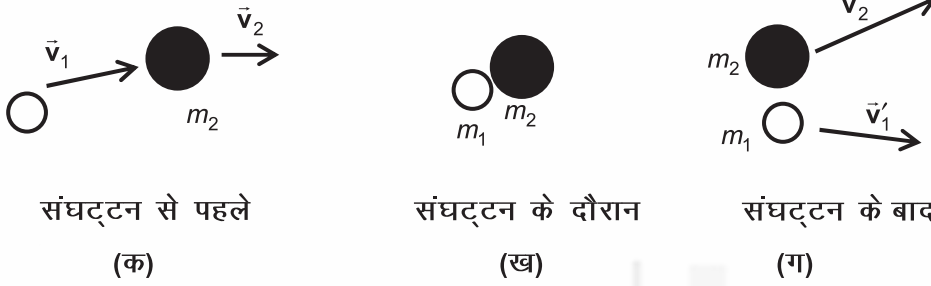 v⃗₁ v⃗₂
m₂
संघट्टन से पहले
(क)
m₁ m₂
संघट्टन के दौरान
(ख)
v⃗₂
m₂
m₁ v⃗′₁
संघट्टन के बाद
(ग)